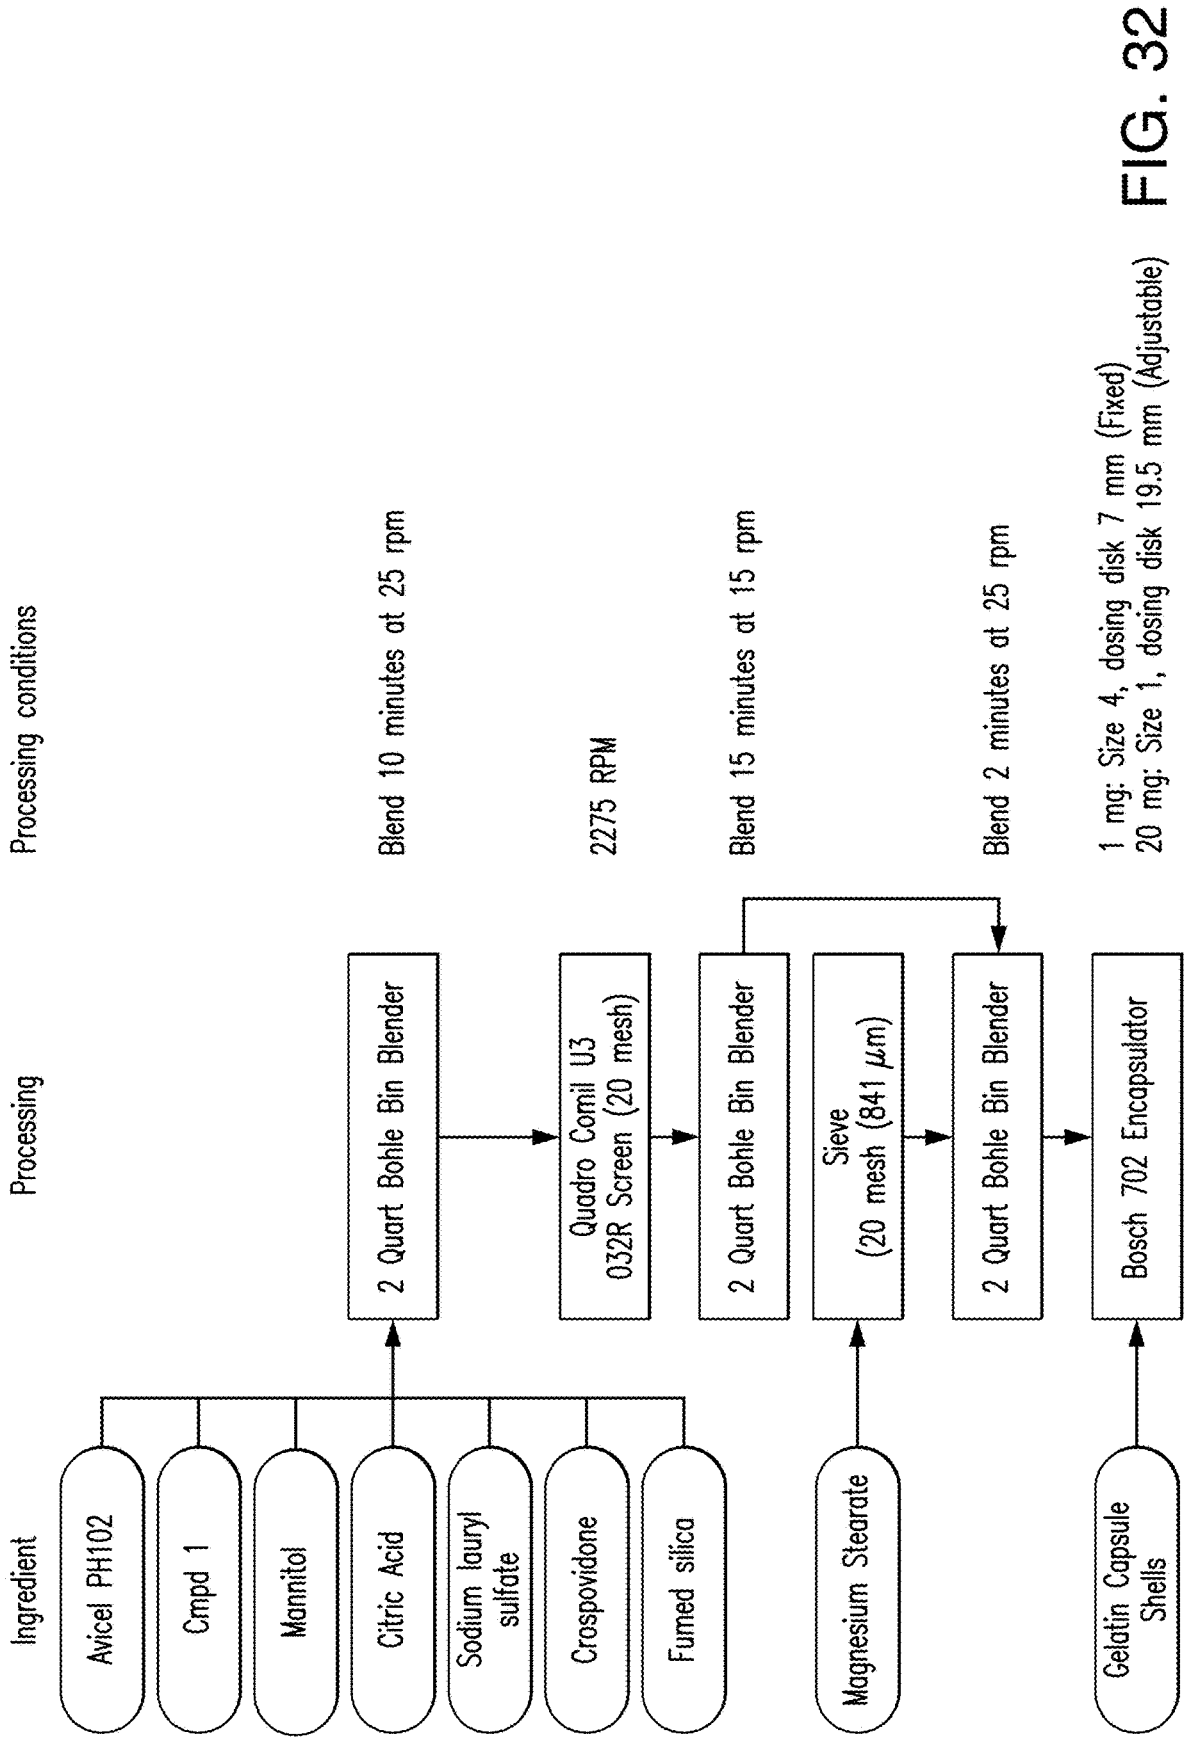 Ingredient
Processing
Processing conditions
Avicel PH102
Cmpd 1
Mannitol
Citric Acid
Sodium lauryl
sulfate
Crospovidone
Fumed silica
2 Quart Bohle Bin Blender
Blend 10 minutes at 25 rpm
Quadro Comil U3
032R Screen (20 mesh)
2275 RPM
2 Quart Bohle Bin Blender
Blend 15 minutes at 15 rpm
Magnesium Stearate
Sieve
(20 mesh (841 μm)
2 Quart Bohle Bin Blender
Blend 2 minutes at 25 rpm
Gelatin Capsule
Shells
Bosch 702 Encapsulator
1 mg: Size 4, dosing disk 7 mm (Fixed)
20 mg: Size 1, dosing disk 19.5 mm (Adjustable)
FIG. 32